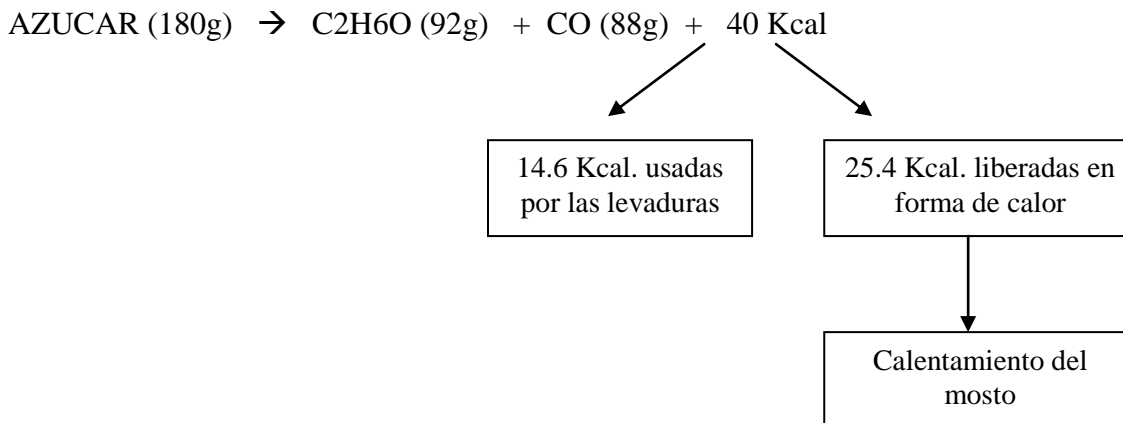 AZUCAR (180g) → C2H6O (92g) + CO (88g) + 40 Kcal
14.6 Kcal. usadas
por las levaduras
25.4 Kcal. liberadas en
forma de calor
Calentamiento del
mosto